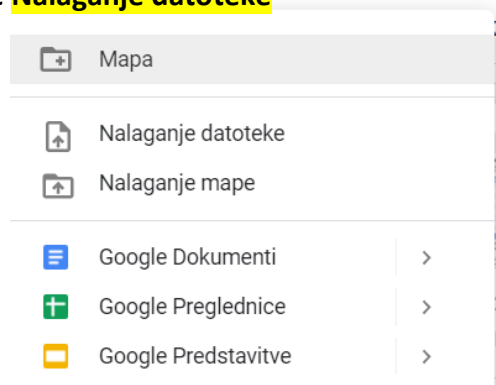 Nalaganje datoteke
Mapa
Nalaganje datoteke
Nalaganje mape
Google Dokumenti
Google Preglednice
Google Predstavitve